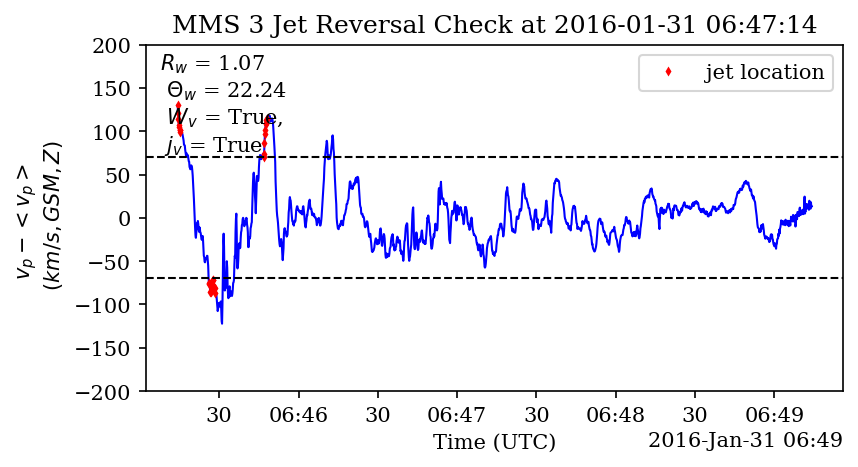 MMS 3 Jet Reversal Check at 2016-01-31 06:47:14
200
150
100
50
0
−50
−100
−150
−200
v_p − < v_p >
(km/s, GSM, Z)
R_w = 1.07
Θ_w = 22.24
W_v = True,
j_v = True
jet location
30 06:46 30 06:47 30 06:48 30 06:49
Time (UTC)
2016-Jan-31 06:49